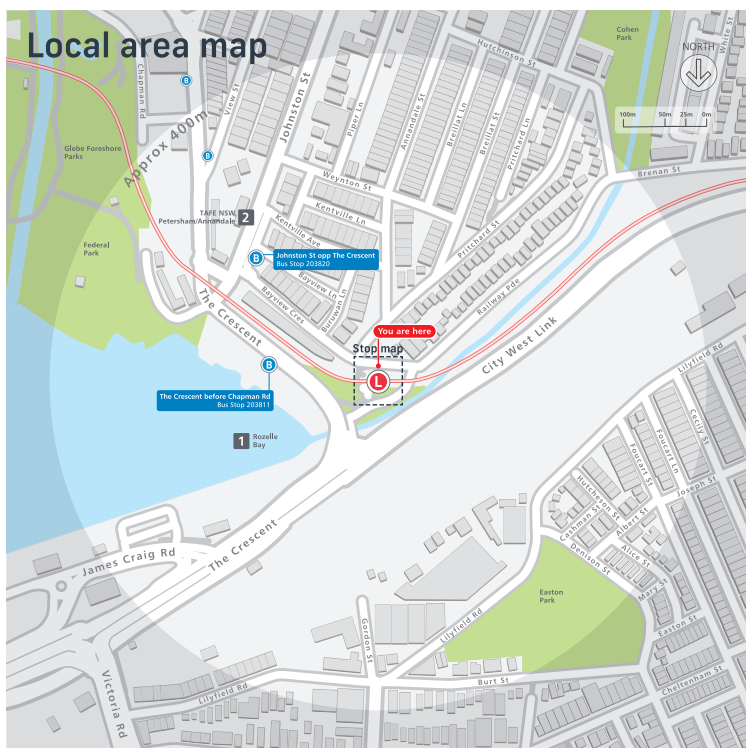 Local area map
Cohen
Park
NORTH
White St
Hutchinson St
Chapman Rd
B
View St
Johnston St
Approx 400m
Piper Ln
Annandale St
Breillat Ln
Breillat St
Pritchard Ln
100m 50m 25m 0m
Glebe Foreshore
Parks
B
Brenan St
Weynton St
Kentville Ln
TAFE NSW,
Petersham/Annandale
2
Kentville Ave
Pritchard St
Federal
Park
B
Johnston St opp The Crescent
Bus Stop 203820
Bayview Ln
Bayview Cres
Buruwan Ln
Railway Pde
The Crescent
City West Link
You are here
Stop map
L
B
The Crescent before Chapman Rd
Bus Stop 203811
Lilyfield Rd
1
Rozelle
Bay
Cecily St
Foucart Ln
Foucart St
Joseph St
Hutcheson St
Cashman St
Albert St
Alice St
Denison St
Mary St
James Craig Rd
The Crescent
Easton
Park
Easton St
Lilyfield Rd
Gordon St
Cheltenham St
Burt St
Lilyfield Rd
Victoria Rd